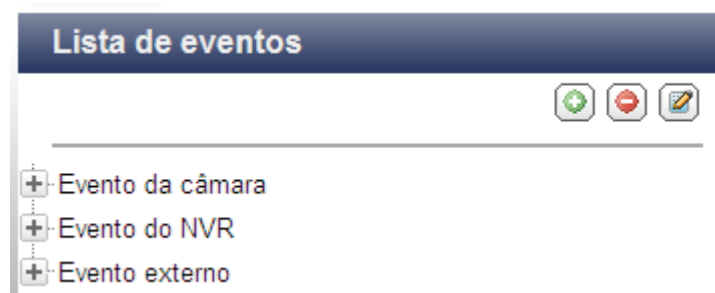 Lista de eventos
Evento da câmara
Evento do NVR
Evento externo